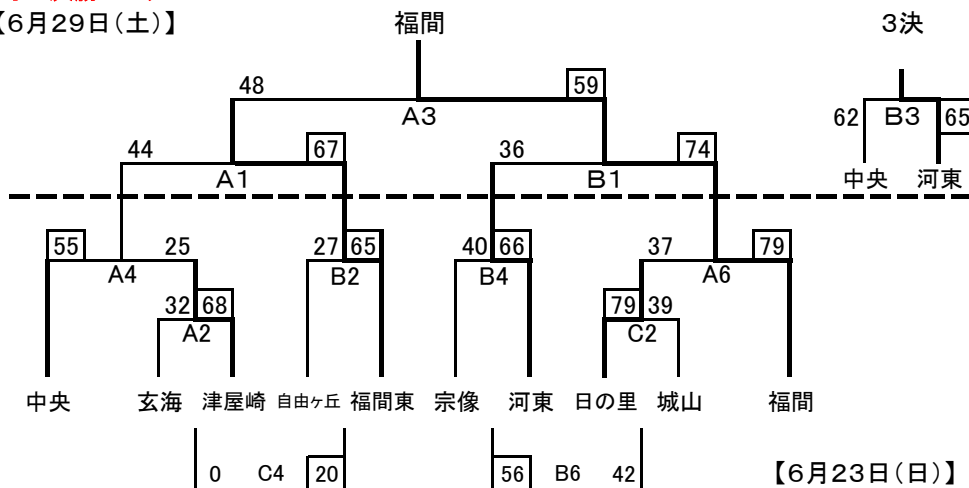 【6月29日(土)】 福間 3決
48 59
A3 62 B3 65
44 67 36 74
A1 B1 中央 河東
55 25 27 65 40 66 37 79
A4 B2 B4 A6
32 68 79 39
A2 C2
中央 玄海 津屋崎 自由ヶ丘 福間東 宗像 河東 日の里 城山 福間
0 C4 20 56 B6 42 【6月23日(日)】